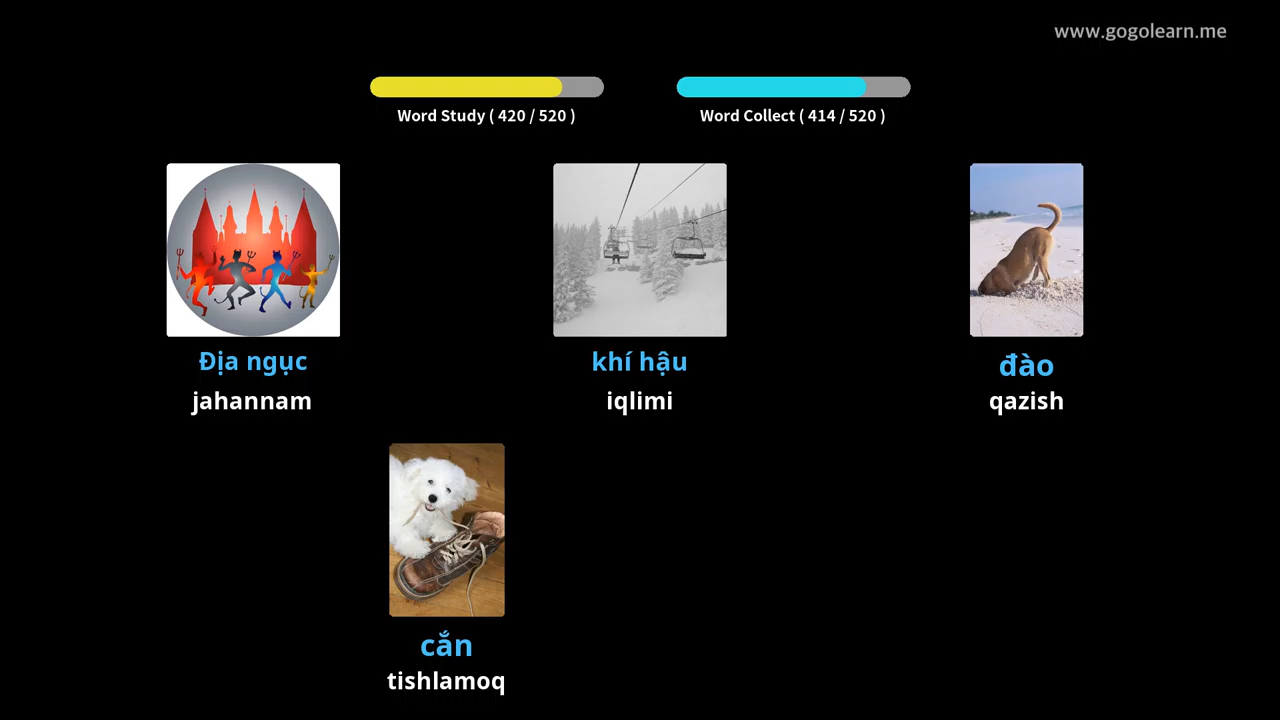 www.gogolearn.me
Word Study ( 420 / 520 )
Word Collect ( 414 / 520 )
Địa ngục
jahannam
khí hậu
iqlimi
đào
qazish
cắn
tishlamoq